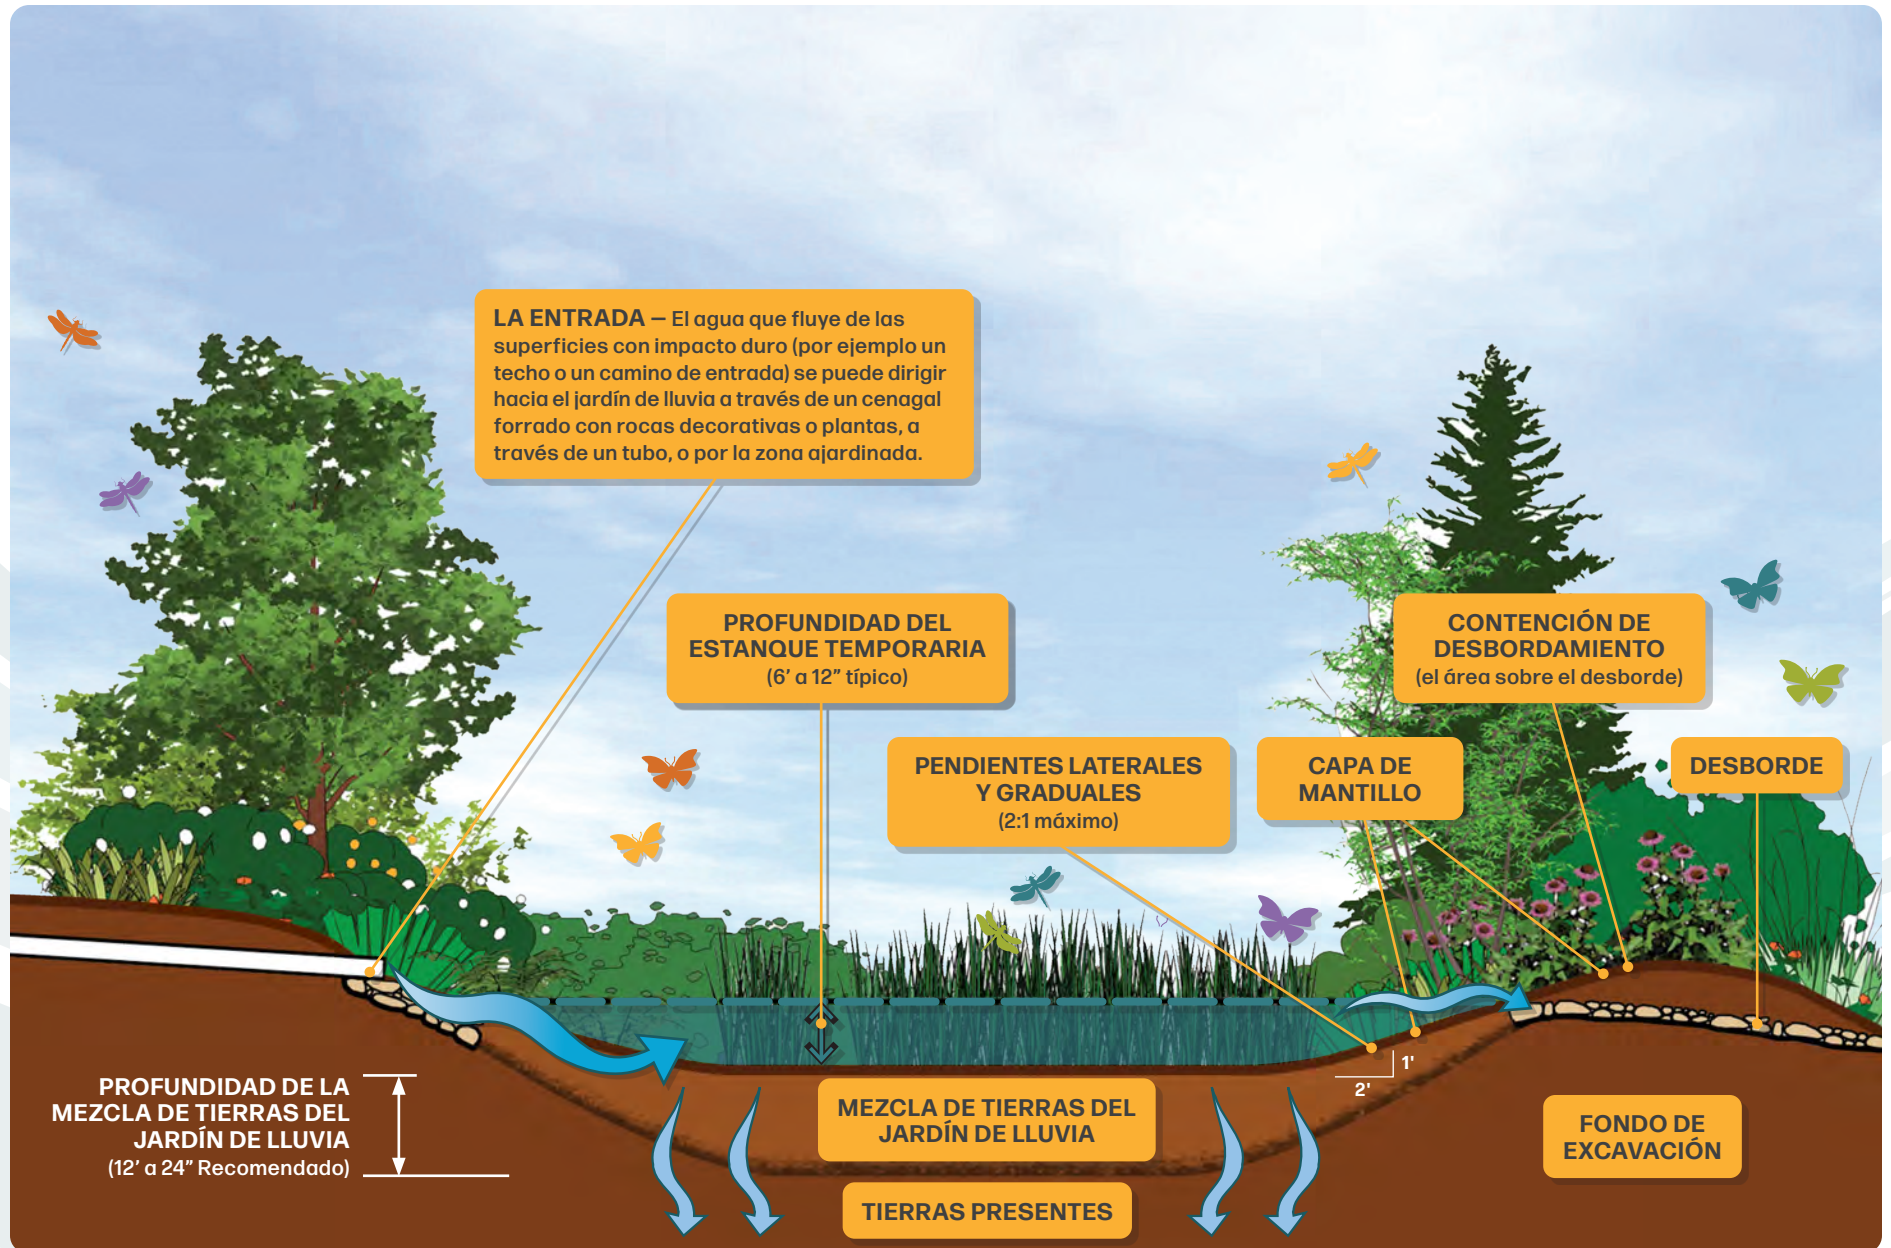 LA ENTRADA – El agua que fluye de las
superficies con impacto duro (por ejemplo un
techo o un camino de entrada) se puede dirigir
hacia el jardín de lluvia a través de un cenagal
forrado con rocas decorativas o plantas, a
través de un tubo, o por la zona ajardinada.
PROFUNDIDAD DEL
ESTANQUE TEMPORARIA
(6’ a 12” típico)
CONTENCIÓN DE
DESBORDAMIENTO
(el área sobre el desborde)
PENDIENTES LATERALES
Y GRADUALES
(2:1 máximo)
CAPA DE
MANTILLO
DESBORDE
1'
2'
PROFUNDIDAD DE LA
MEZCLA DE TIERRAS DEL
JARDÍN DE LLUVIA
(12’ a 24” Recomendado)
MEZCLA DE TIERRAS DEL
JARDÍN DE LLUVIA
FONDO DE
EXCAVACIÓN
TIERRAS PRESENTES